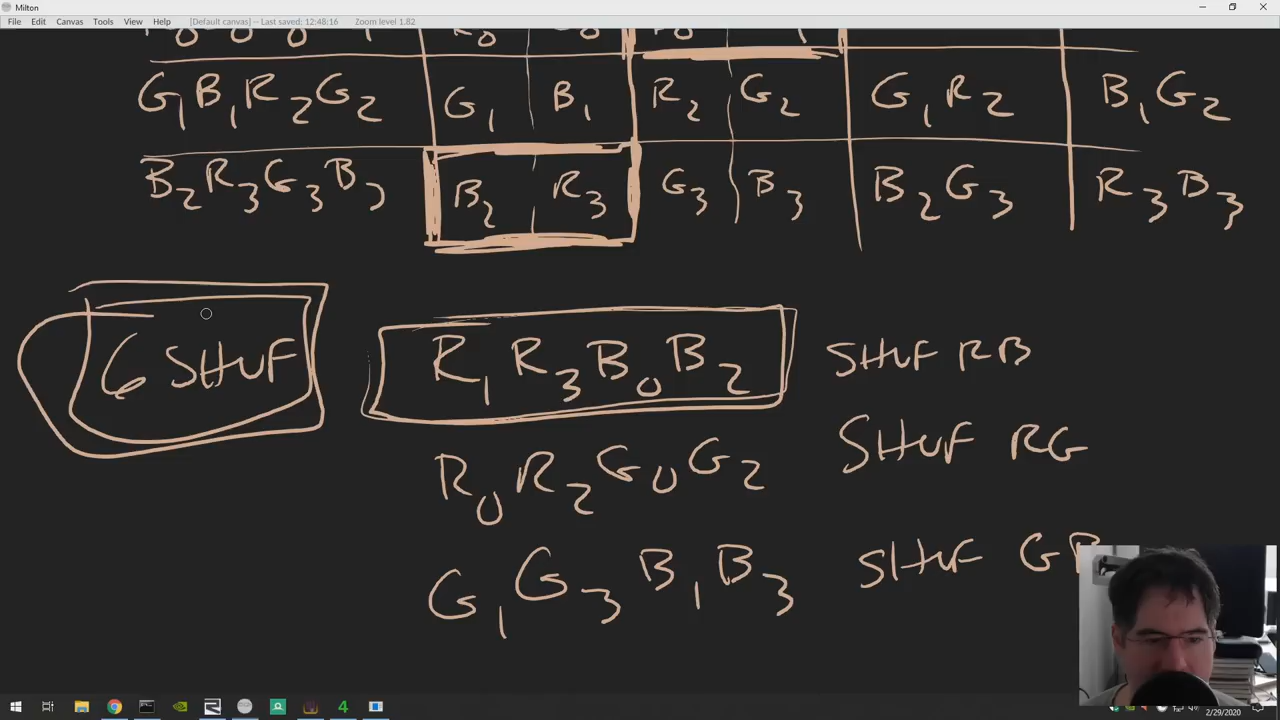 Milton
File Edit Canvas Tools View Help [Default canvas] -- Last saved: 12:48:16 Zoom level 1.82
G1B1R2G2 G1 B1 R2 G2 G1R2 B1G2
B2R3G3B3 B2 R3 G3 B3 B2G3 R3B3
6 SHUF R1R3B0B2 SHUF RB
R0R2G0G2 SHUF RG
G1G3B1B3 SHUF GB
2/29/2020